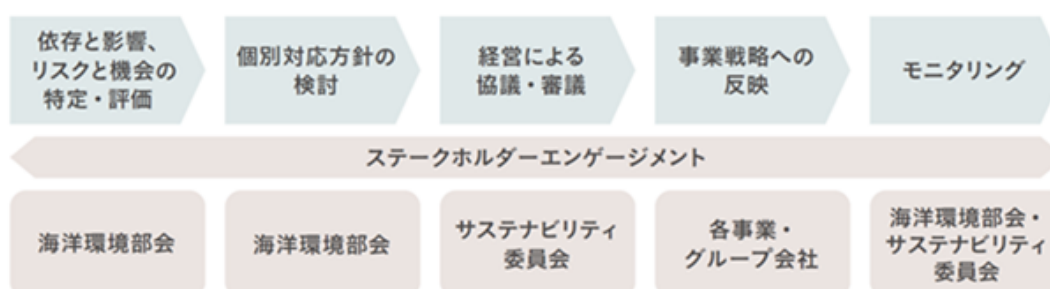 依存と影響、
リスクと機会の
特定・評価
個別対応方針の
検討
経営による
協議・審議
事業戦略への
反映
モニタリング
ステークホルダーエンゲージメント
海洋環境部会
海洋環境部会
サステナビリティ
委員会
各事業・
グループ会社
海洋環境部会・
サステナビリティ
委員会